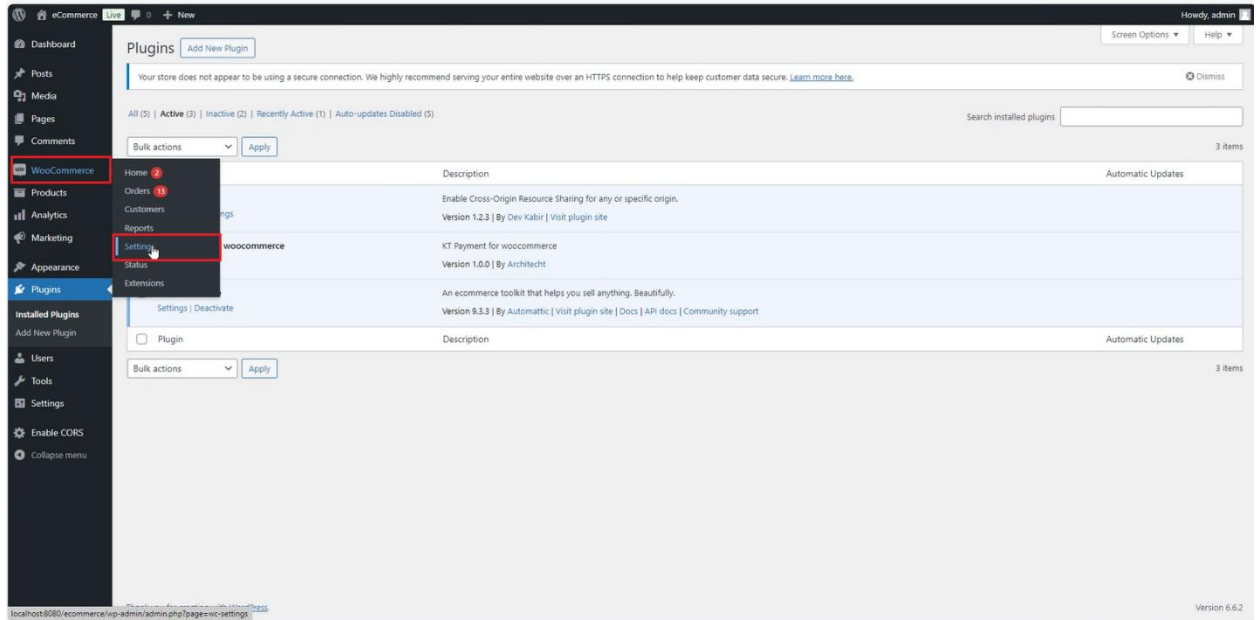 eCommerce Live 0 + New
Howdy, admin
Dashboard
Posts
Media
Pages
Comments
WooCommerce
Products
Analytics
Marketing
Appearance
Plugins
Installed Plugins
Add New Plugin
Users
Tools
Settings
Enable CORS
Collapse menu
Home 2
Orders 13
Customers
Reports
Setting
Status
Extensions
Screen Options ▼ Help ▼
Plugins Add New Plugin
Your store does not appear to be using a secure connection. We highly recommend serving your entire website over an HTTPS connection to help keep customer data secure. Learn more here. Dismiss
All (5) | Active (3) | Inactive (2) | Recently Active (1) | Auto-updates Disabled (5)
Search installed plugins
Bulk actions Apply 3 items
Description Automatic Updates
Enable Cross-Origin Resource Sharing for any or specific origin.
ngs Version 1.2.3 | By Dev Kabir | Visit plugin site
woocommerce KT Payment for woocommerce
Version 1.0.0 | By Architecht
An ecommerce toolkit that helps you sell anything. Beautifully.
Settings | Deactivate Version 9.3.3 | By Automattic | Visit plugin site | Docs | API docs | Community support
Plugin Description Automatic Updates
Bulk actions Apply 3 items
WordPress.
Version 6.6.2
localhost:8080/ecommerce/wp-admin/admin.php?page=wc-settings